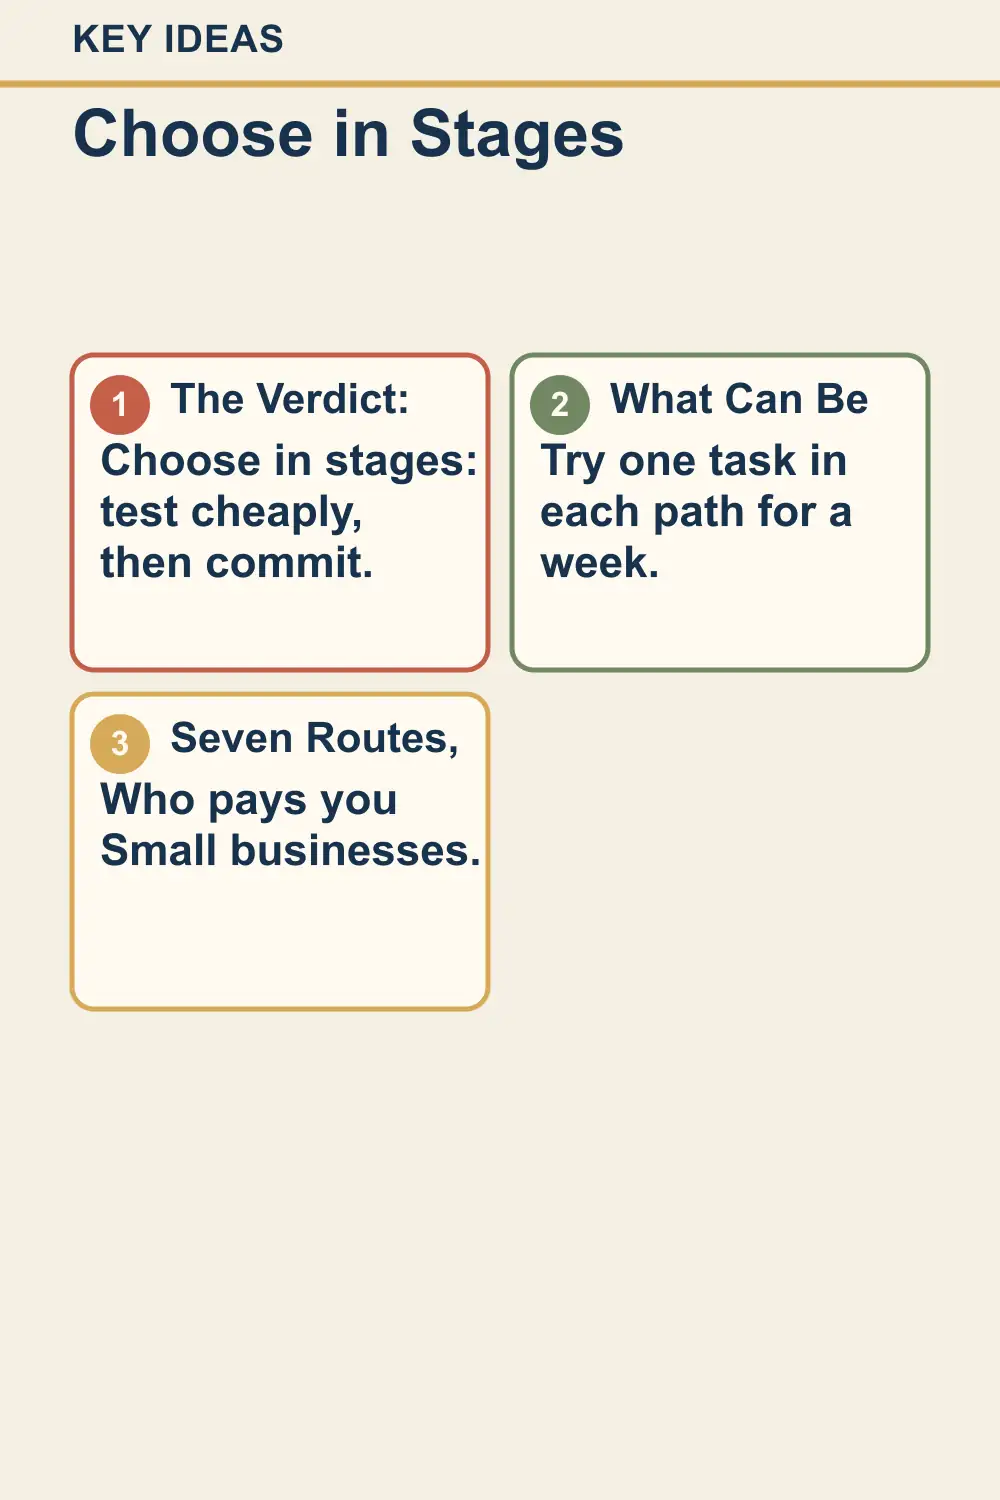 KEY IDEAS
Choose in Stages
1 The Verdict:
Choose in stages:
test cheaply,
then commit.
2 What Can Be
Try one task in
each path for a
week.
3 Seven Routes,
Who pays you
Small businesses.